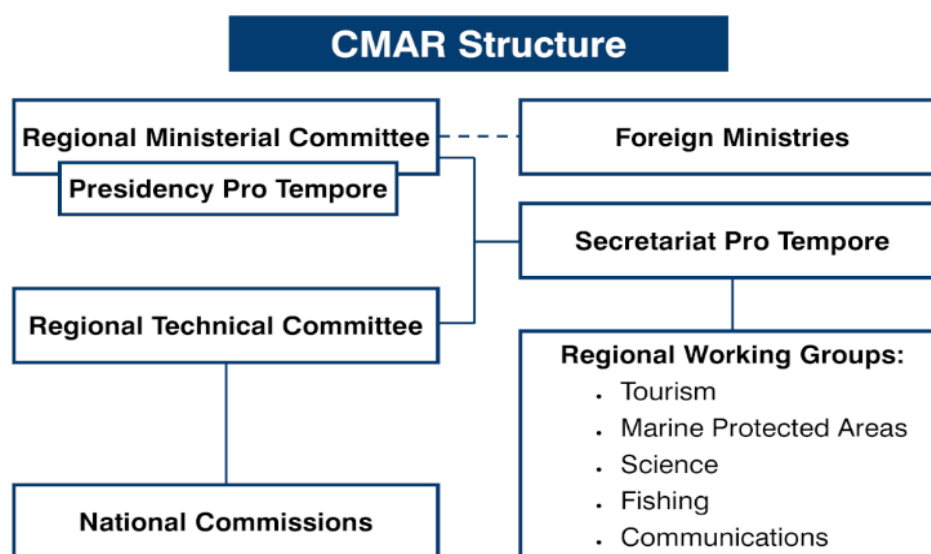 CMAR Structure
Regional Ministerial Committee
Presidency Pro Tempore
Foreign Ministries
Secretariat Pro Tempore
Regional Technical Committee
Regional Working Groups:
• Tourism
• Marine Protected Areas
• Science
• Fishing
• Communications
National Commissions